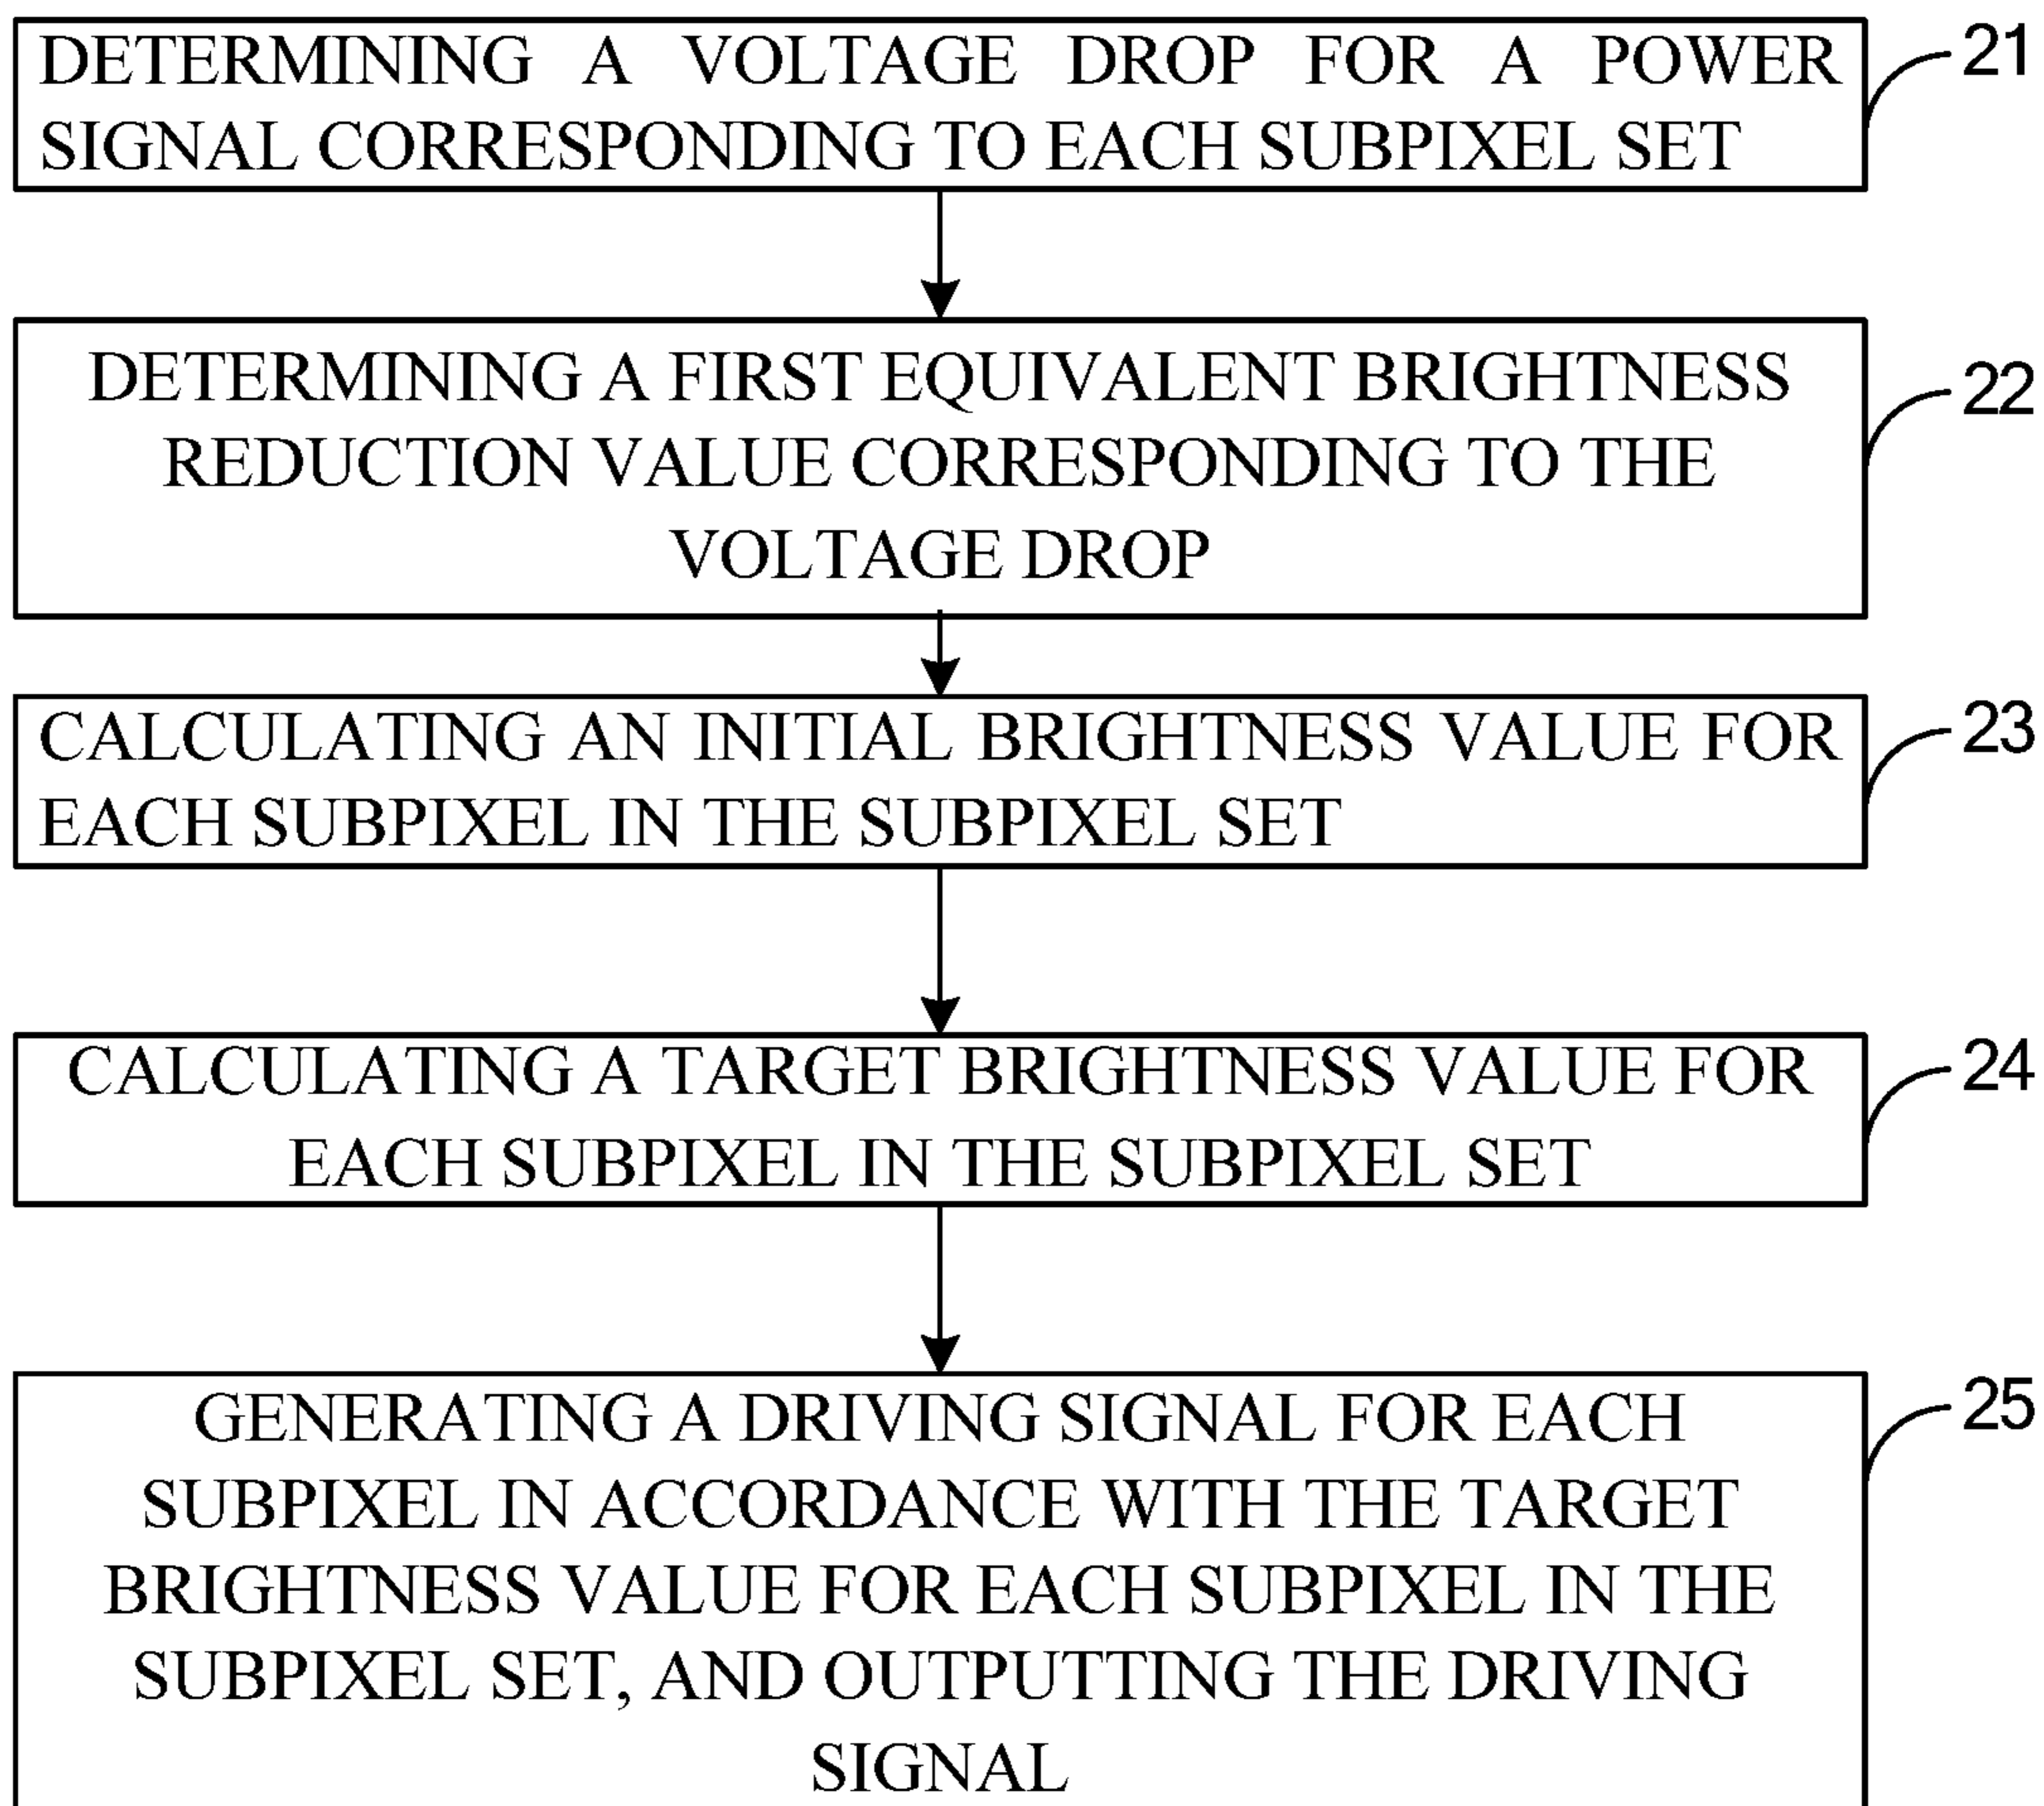 DETERMINING A VOLTAGE DROP FOR A POWER
SIGNAL CORRESPONDING TO EACH SUBPIXEL SET
21
DETERMINING A FIRST EQUIVALENT BRIGHTNESS
REDUCTION VALUE CORRESPONDING TO THE
VOLTAGE DROP
22
CALCULATING AN INITIAL BRIGHTNESS VALUE FOR
EACH SUBPIXEL IN THE SUBPIXEL SET
23
CALCULATING A TARGET BRIGHTNESS VALUE FOR
EACH SUBPIXEL IN THE SUBPIXEL SET
24
GENERATING A DRIVING SIGNAL FOR EACH
SUBPIXEL IN ACCORDANCE WITH THE TARGET
BRIGHTNESS VALUE FOR EACH SUBPIXEL IN THE
SUBPIXEL SET, AND OUTPUTTING THE DRIVING
SIGNAL
25